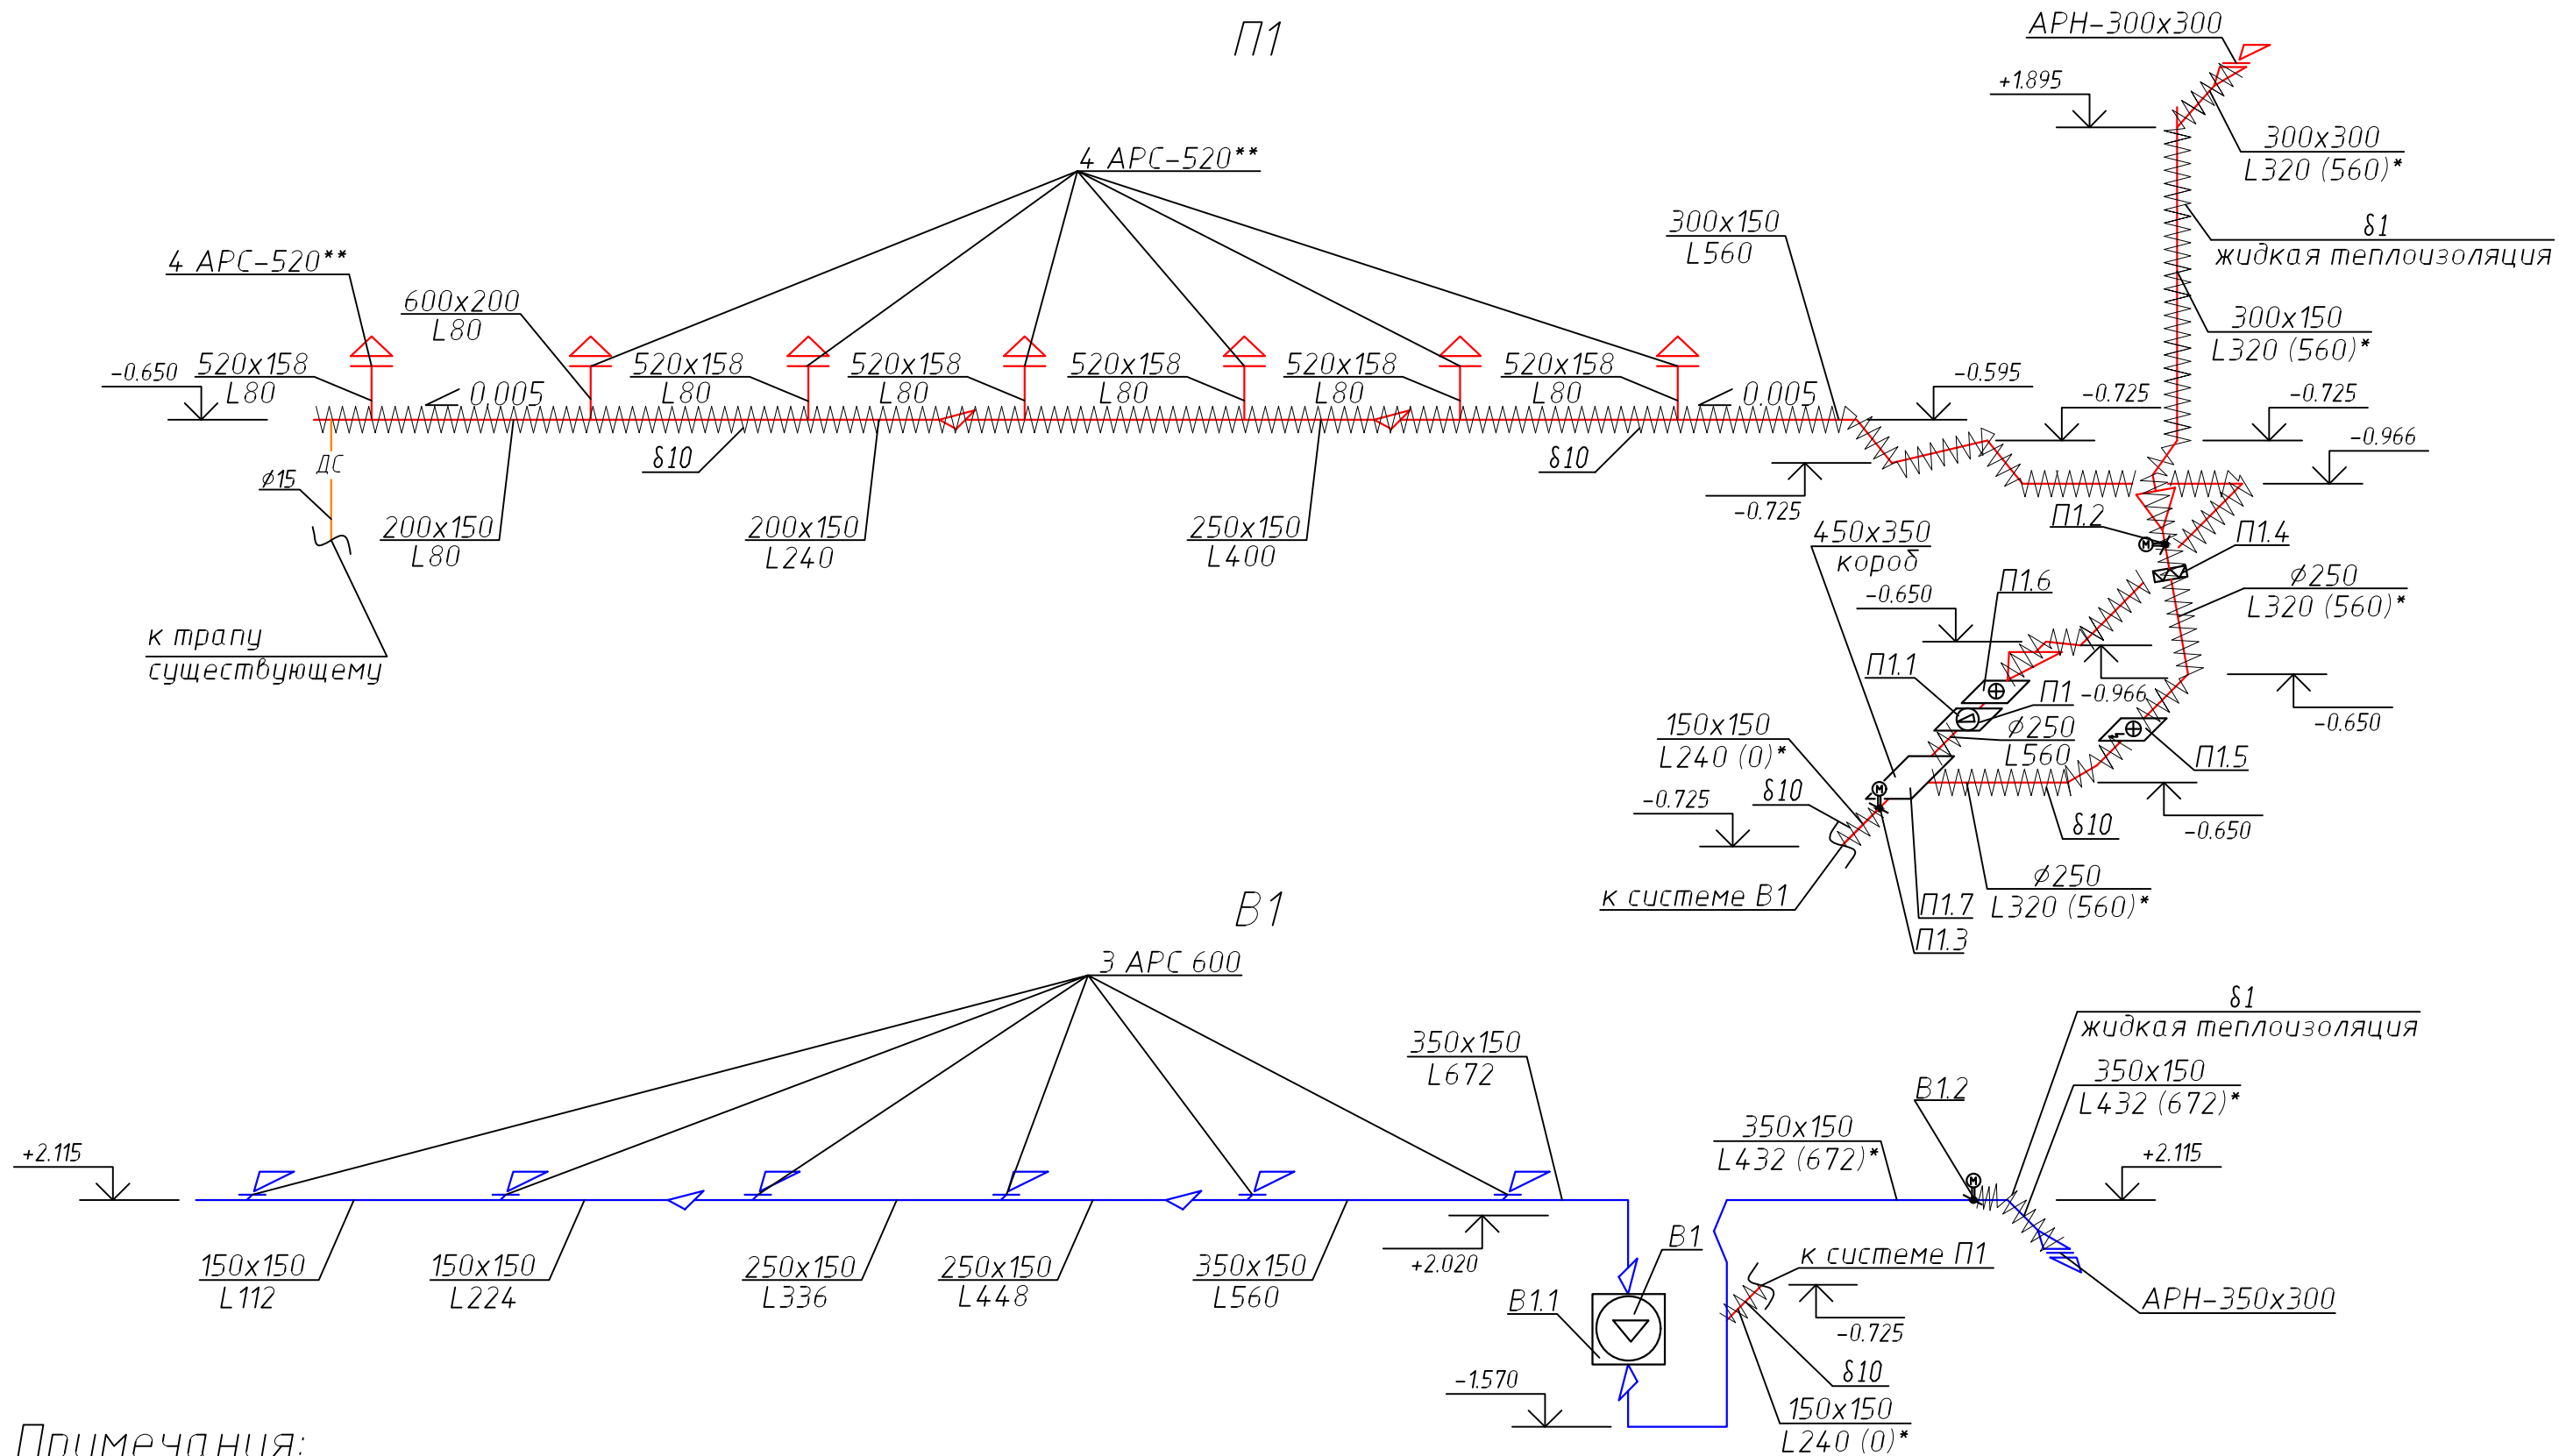 П1
АРН-300х300
+1.895
300х300
L320 (560)*
4 АРС-520**
300х150
L560
δ1
жидкая теплоизоляция
4 АРС-520**
600х200
L80
300х150
L320 (560)*
-0.650
520х158
L80
0.005
520х158
L80
520х158
L80
520х158
L80
520х158
L80
520х158
L80
0.005
-0.595
-0.725
-0.725
-0.966
ДС
δ10
δ10
-0.725
ϕ15
200х150
L80
200х150
L240
250х150
L400
450х350
короб
П1.2
П1.4
П1.6
ϕ250
L320 (560)*
-0.650
к трапу
существующему
П1.1
П1
-0.966
150х150
L240 (0)*
ϕ250
L560
-0.650
П1.5
δ10
-0.725
δ10
-0.650
к системе В1
П1.7
П1.3
ϕ250
L320 (560)*
В1
3 АРС 600
δ1
жидкая теплоизоляция
350х150
L672
В1.2
350х150
L432 (672)*
+2.115
350х150
L432 (672)*
+2.115
150х150
L112
150х150
L224
250х150
L336
250х150
L448
350х150
L560
+2.020
В1
к системе П1
В1.1
-0.725
АРН-350х300
-1.570
δ10
150х150
L240 (0)*
Примечания: